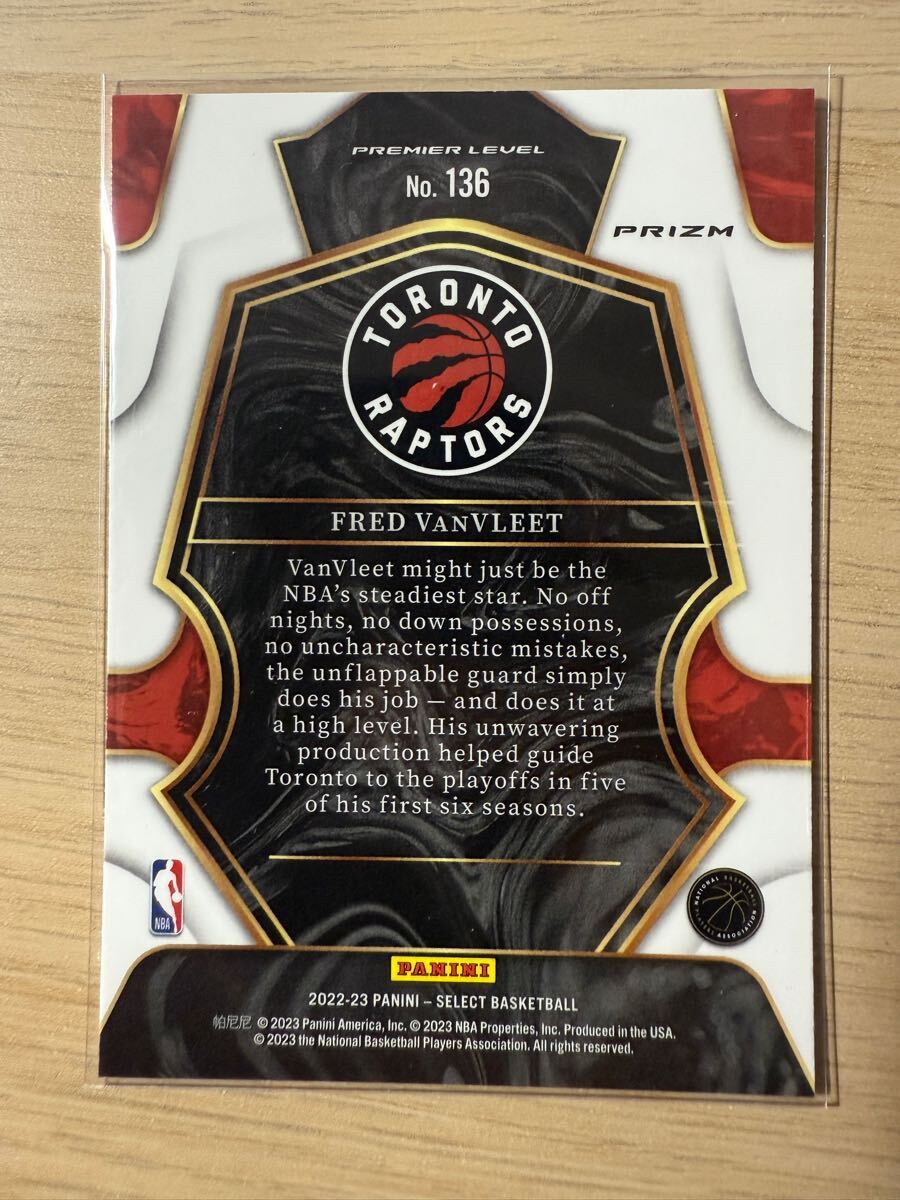 PREMIER LEVEL
No. 136
PRIZM
TORONTO
RAPTORS
FRED VANVLEET
VanVleet might just be the
NBA’s steadiest star. No off
nights, no down possessions,
no uncharacteristic mistakes,
the unflappable guard simply
does his job — and does it at
a high level. His unwavering
production helped guide
Toronto to the playoffs in five
of his first six seasons.
NBA
NATIONAL BASKETBALL
PLAYERS ASSOCIATION
PANINI
2022-23 PANINI – SELECT BASKETBALL
帕尼尼 © 2023 Panini America, Inc. © 2023 NBA Properties, Inc. Produced in the USA.
© 2023 the National Basketball Players Association. All rights reserved.